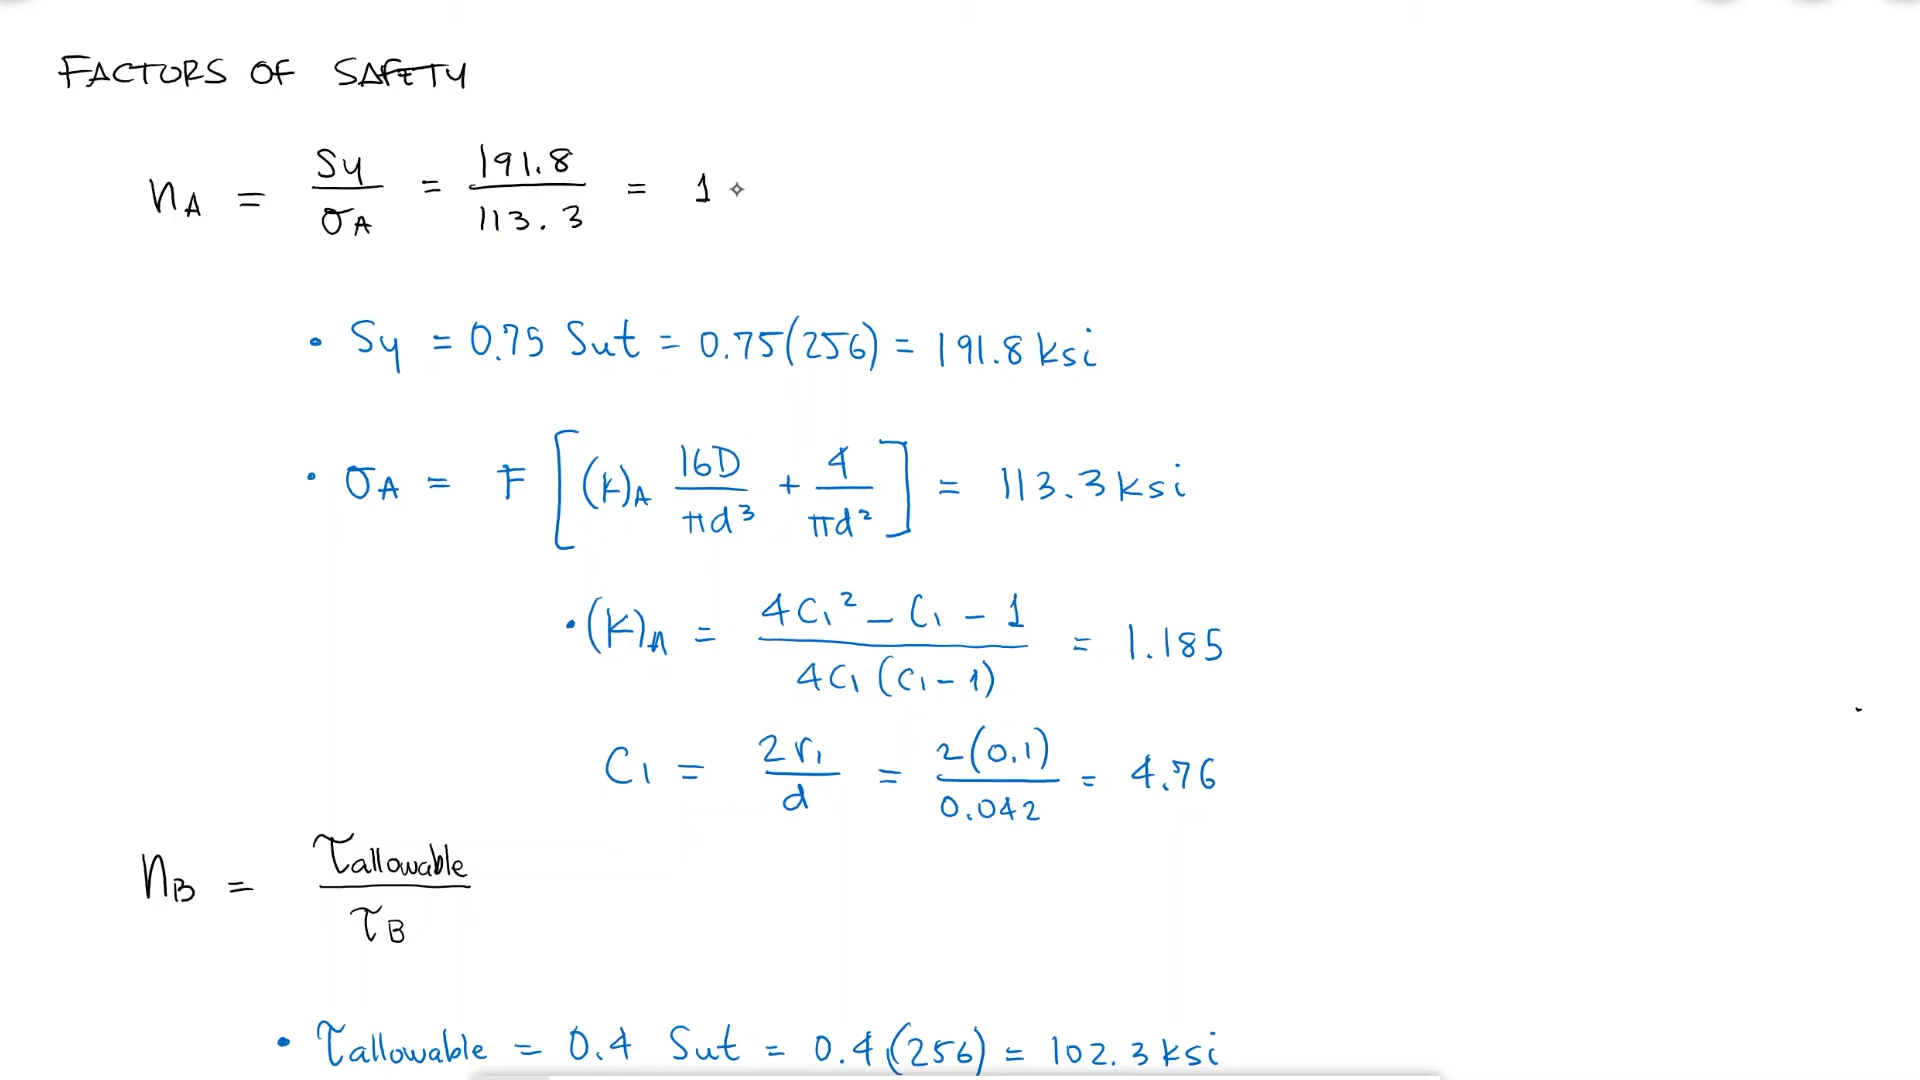 FACTORS OF SAFETY
nA = Sy / σA = 191.8 / 113.3 = 1
• Sy = 0.75 Sut = 0.75(256) = 191.8 ksi
• σA = F [(K)A 16D / πd³ + 4 / πd²] = 113.3 ksi
• (K)A = 4C₁² − C₁ − 1 / 4C₁ (C₁ − 1) = 1.185
C₁ = 2r₁ / d = 2(0.1) / 0.042 = 4.76
nB = τallowable / τB
• τallowable = 0.4 Sut = 0.4(256) = 102.3 ksi